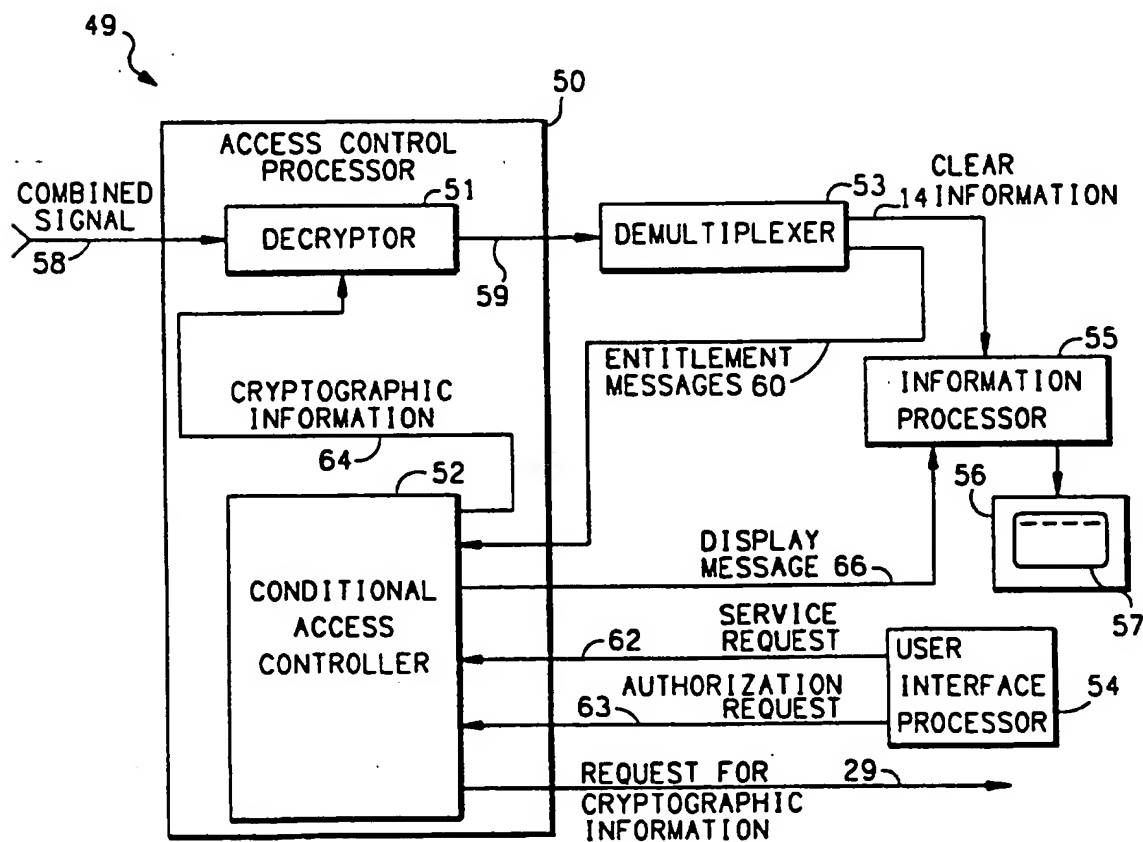 49
50
ACCESS CONTROL
PROCESSOR
COMBINED
SIGNAL
58
51
DECRYPTOR
59
53
DEMULTIPLEXER
CLEAR
14 INFORMATION
ENTITLEMENT
MESSAGES 60
55
INFORMATION
PROCESSOR
CRYPTOGRAPHIC
INFORMATION
64
52
CONDITIONAL
ACCESS
CONTROLLER
56
57
DISPLAY
MESSAGE 66
SERVICE
REQUEST
62
AUTHORIZATION
REQUEST
63
USER
INTERFACE
PROCESSOR
54
REQUEST FOR
CRYPTOGRAPHIC
INFORMATION
29